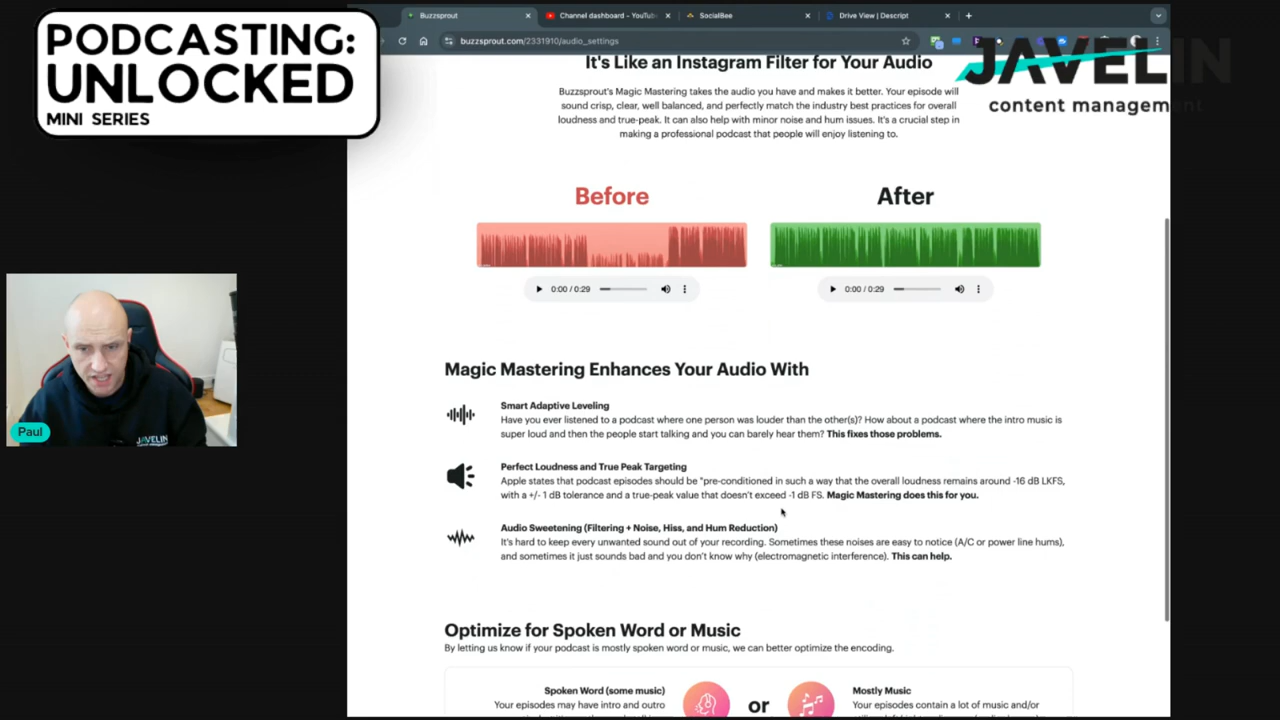 PODCASTING:
UNLOCKED
MINI SERIES
Buzzsprout
Channel dashboard - YouTub
SocialBee
Drive View | Descript
buzzsprout.com/2331910/audio_settings
JAVELIN
content management
It's Like an Instagram Filter for Your Audio
Buzzsprout's Magic Mastering takes the audio you have and makes it better. Your episode will
sound crisp, clear, well balanced, and perfectly match the industry best practices for overall
loudness and true-peak. It can also help with minor noise and hum issues. It's a crucial step in
making a professional podcast that people will enjoy listening to.
Before
After
0:00 / 0:29
0:00 / 0:29
Magic Mastering Enhances Your Audio With
Smart Adaptive Leveling
Have you ever listened to a podcast where one person was louder than the other(s)? How about a podcast where the intro music is
super loud and then the people start talking and you can barely hear them? This fixes those problems.
Perfect Loudness and True Peak Targeting
Apple states that podcast episodes should be "pre-conditioned in such a way that the overall loudness remains around -16 dB LKFS,
with a +/- 1 dB tolerance and a true-peak value that doesn't exceed -1 dB FS. Magic Mastering does this for you.
Audio Sweetening (Filtering + Noise, Hiss, and Hum Reduction)
It's hard to keep every unwanted sound out of your recording. Sometimes these noises are easy to notice (A/C or power line hums),
and sometimes it just sounds bad and you don't know why (electromagnetic interference). This can help.
Paul
JAVELIN
Optimize for Spoken Word or Music
By letting us know if your podcast is mostly spoken word or music, we can better optimize the encoding.
Spoken Word (some music)
Your episodes may have intro and outro
or
Mostly Music
Your episodes contain a lot of music and/or